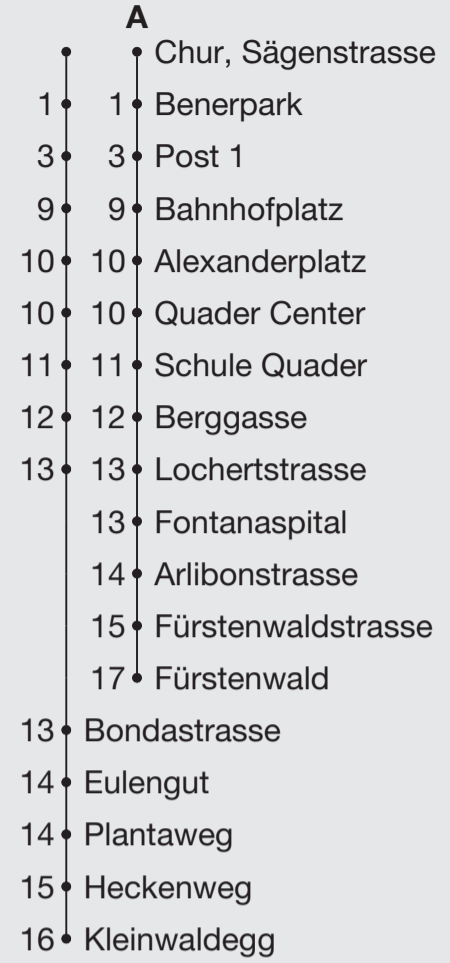 A
Chur, Sägenstrasse
1 1 Benerpark
3 3 Post 1
9 9 Bahnhofplatz
10 10 Alexanderplatz
10 10 Quader Center
11 11 Schule Quader
12 12 Berggasse
13 13 Lochertstrasse
13 Fontanaspital
14 Arlibonstrasse
15 Fürstenwaldstrasse
17 Fürstenwald
13 Bondastrasse
14 Eulengut
14 Plantaweg
15 Heckenweg
16 Kleinwaldegg